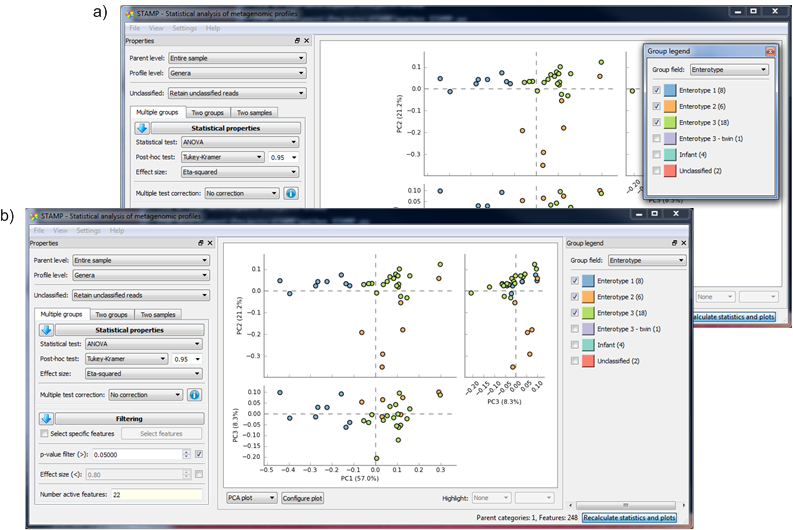 a)
STAMP - Statistical analysis of metagenomic profiles
File View Settings Help
Properties
Parent level: Entire sample
Profile level: Genera
Unclassified: Retain unclassified reads
Multiple groups Two groups Two samples
Statistical properties
Statistical test: ANOVA
Post-hoc test: Tukey-Kramer 0.95
Effect size: Eta-squared
Multiple test correction: No correction
PC2 (21.2%)
0.1
0.0
−0.1
−0.2
−0.3
0.10
0.05
−0.20
PC3 (8.3%)
Group legend
Group field: Enterotype
Enterotype 1 (8)
Enterotype 2 (6)
Enterotype 3 (18)
Enterotype 3 - twin (1)
Infant (4)
Unclassified (2)
None
alculate statistics and plots
b)
STAMP - Statistical analysis of metagenomic profiles
File View Settings Help
Properties
Parent level: Entire sample
Profile level: Genera
Unclassified: Retain unclassified reads
Multiple groups Two groups Two samples
Statistical properties
Statistical test: ANOVA
Post-hoc test: Tukey-Kramer 0.95
Effect size: Eta-squared
Multiple test correction: No correction
Filtering
Select specific features Select features
p-value filter (>): 0.05000
Effect size (<): 0.80
Number active features: 22
PC2 (21.2%)
0.1
0.0
−0.1
−0.2
−0.3
−0.20 −0.15 −0.10 −0.05 0.00 0.05 0.10
PC3 (8.3%)
PC3 (8.3%)
0.10
0.05
0.00
−0.05
−0.10
−0.15
−0.20
−0.5 −0.4 −0.3 −0.2 −0.1 0.0 0.1 0.2 0.3
PC1 (57.0%)
PCA plot Configure plot Highlight: None
Group legend
Group field: Enterotype
Enterotype 1 (8)
Enterotype 2 (6)
Enterotype 3 (18)
Enterotype 3 - twin (1)
Infant (4)
Unclassified (2)
Parent categories: 1, Features: 248 Recalculate statistics and plots